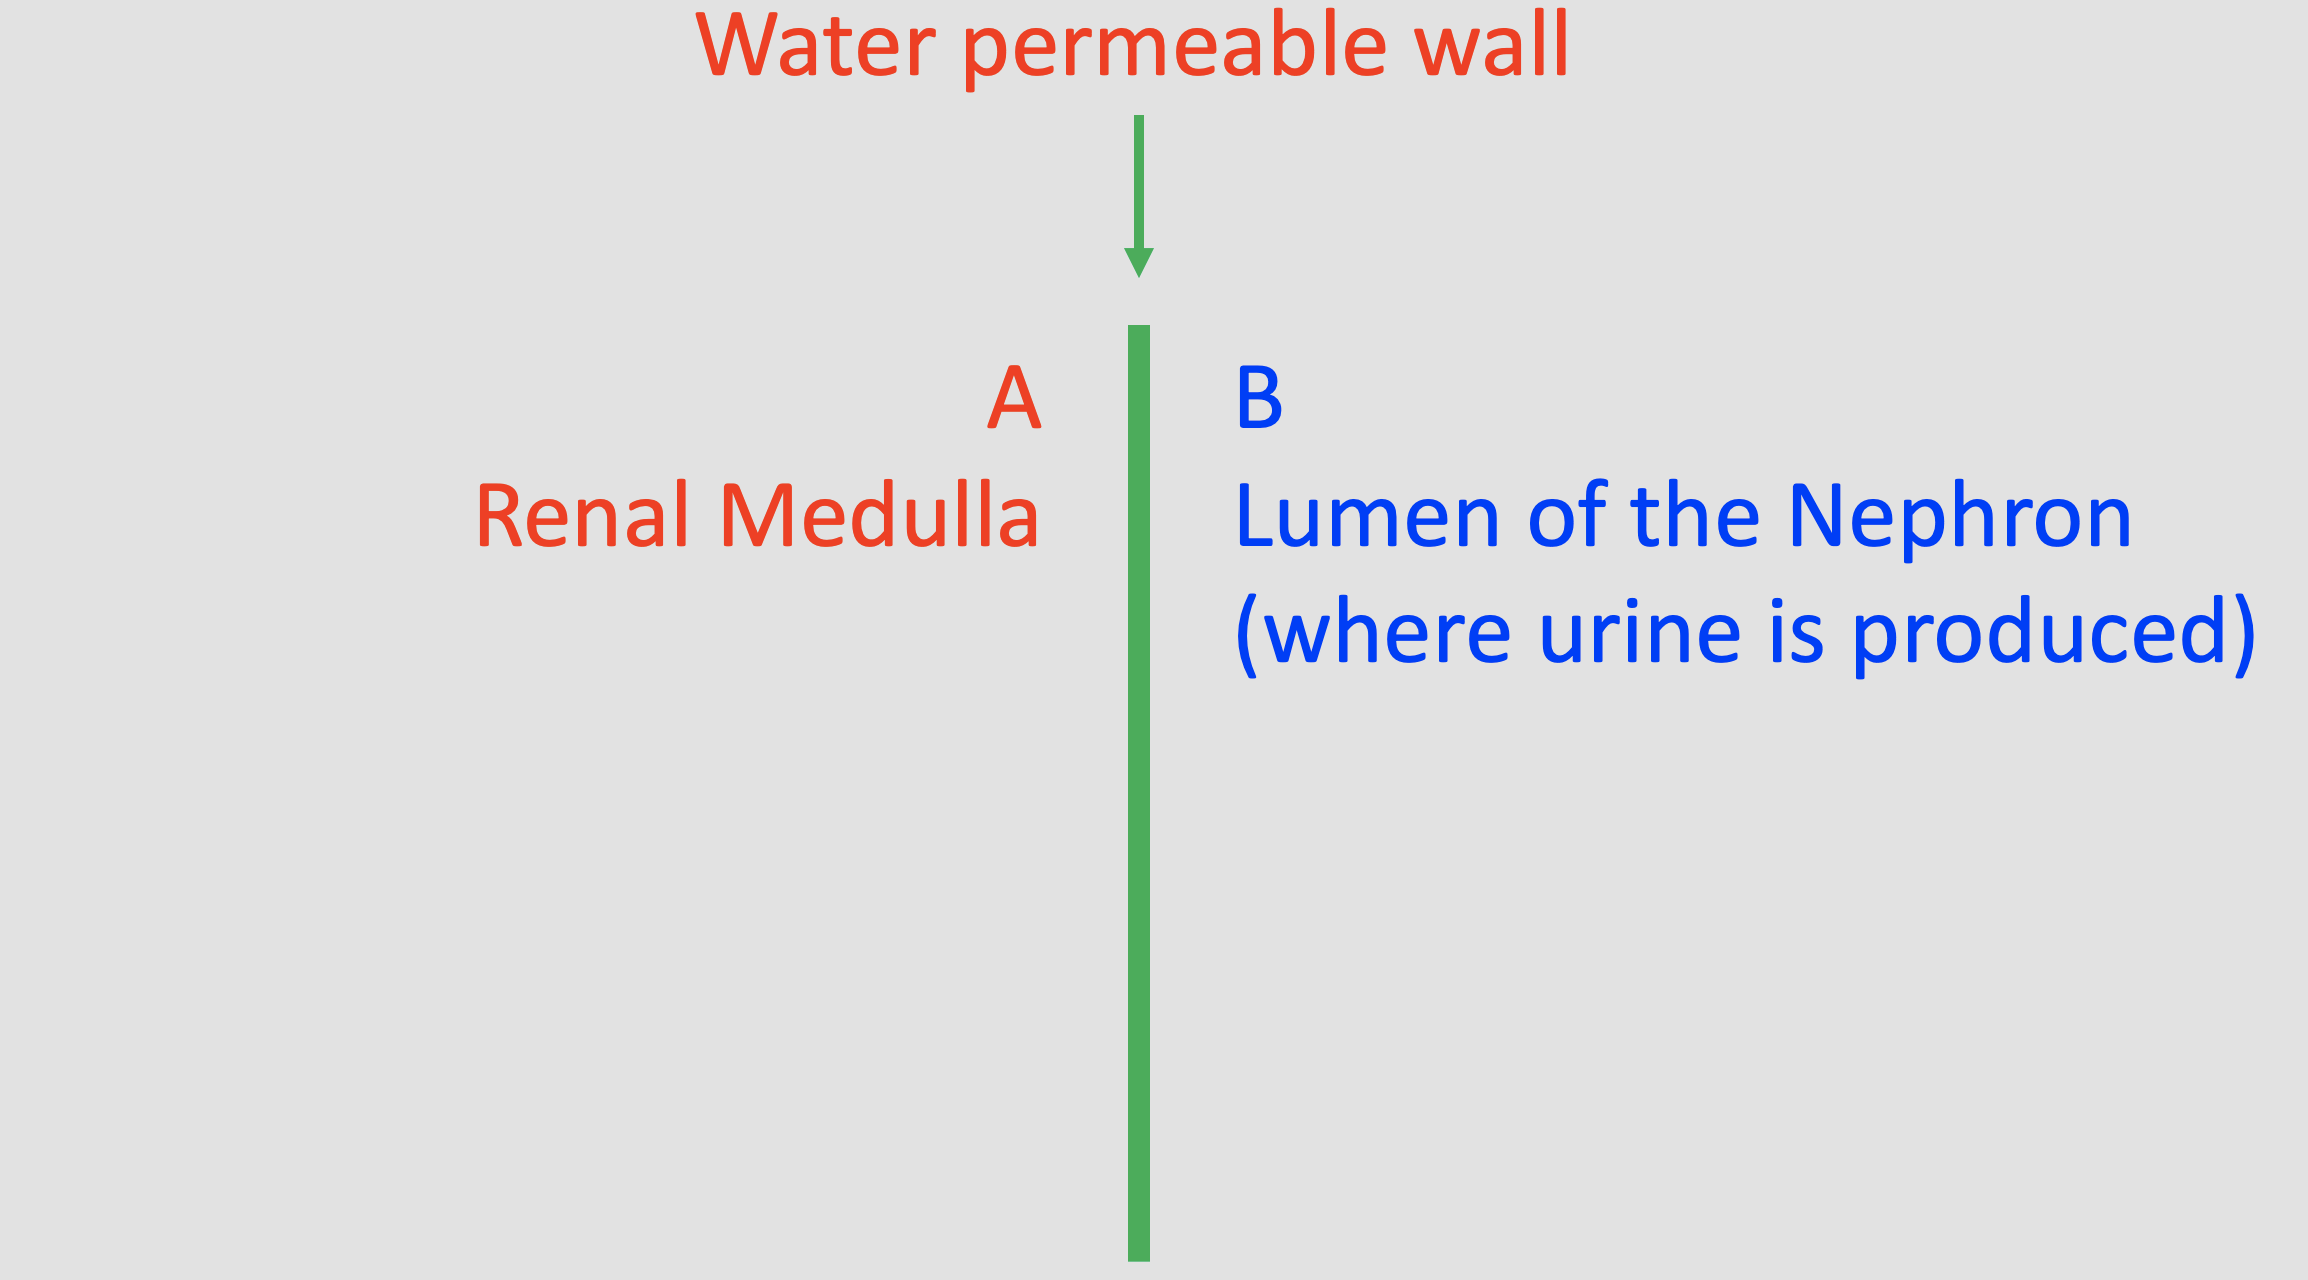 Water permeable wall
A
Renal Medulla
B
Lumen of the Nephron
(where urine is produced)